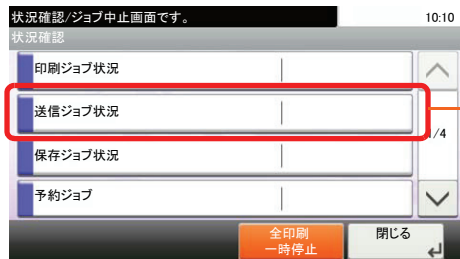 状況確認/ジョブ中止画面です。 10:10
状況確認
印刷ジョブ状況
送信ジョブ状況
1/4
保存ジョブ状況
予約ジョブ
全印刷
一時停止
閉じる